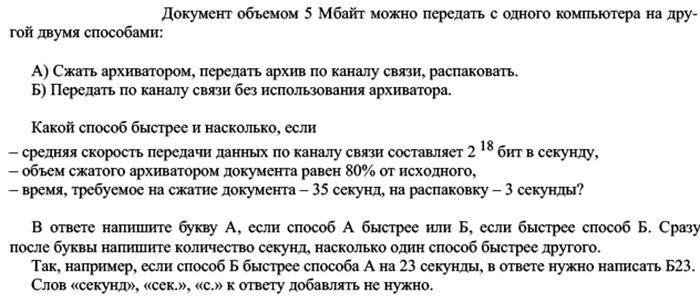 Документ объемом 5 Мбайт можно передать с одного компьютера на дру-
гой двумя способами:
А) Сжать архиватором, передать архив по каналу связи, распаковать.
Б) Передать по каналу связи без использования архиватора.
Какой способ быстрее и насколько, если
– средняя скорость передачи данных по каналу связи составляет 2 18 бит в секунду,
– объем сжатого архиватором документа равен 80% от исходного,
– время, требуемое на сжатие документа – 35 секунд, на распаковку – 3 секунды?
В ответе напишите букву А, если способ А быстрее или Б, если быстрее способ Б. Сразу
после буквы напишите количество секунд, насколько один способ быстрее другого.
Так, например, если способ Б быстрее способа А на 23 секунды, в ответе нужно написать Б23.
Слов «секунд», «сек.», «с.» к ответу добавлять не нужно.